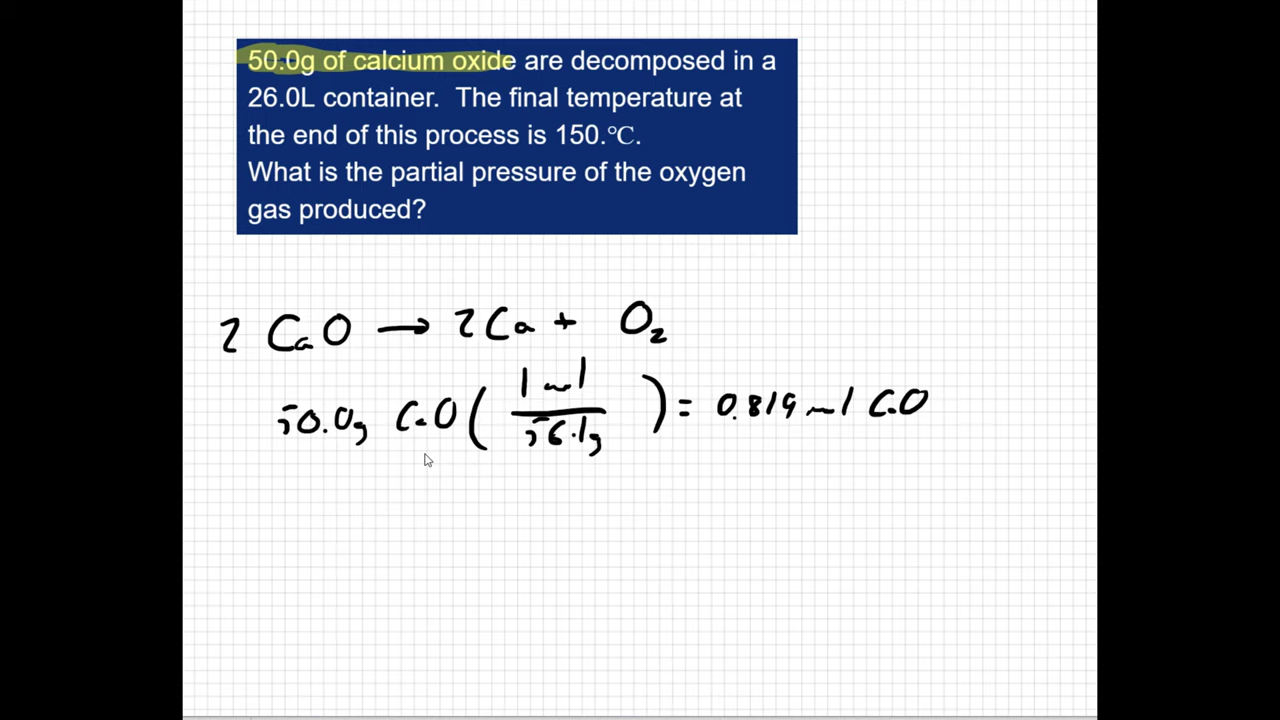 50.0g of calcium oxide are decomposed in a
26.0L container. The final temperature at
the end of this process is 150.℃.
What is the partial pressure of the oxygen
gas produced?
2 CaO → 2Ca + O₂
50.0g CaO ( 1 mol / 56.1g ) = 0.819 mol CaO